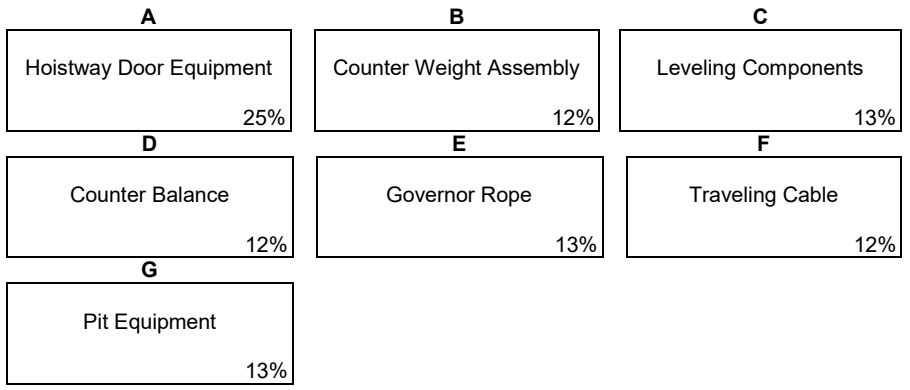 A B C
Hoistway Door Equipment Counter Weight Assembly Leveling Components
25% 12% 13%
D E F
Counter Balance Governor Rope Traveling Cable
12% 13% 12%
G
Pit Equipment
13%